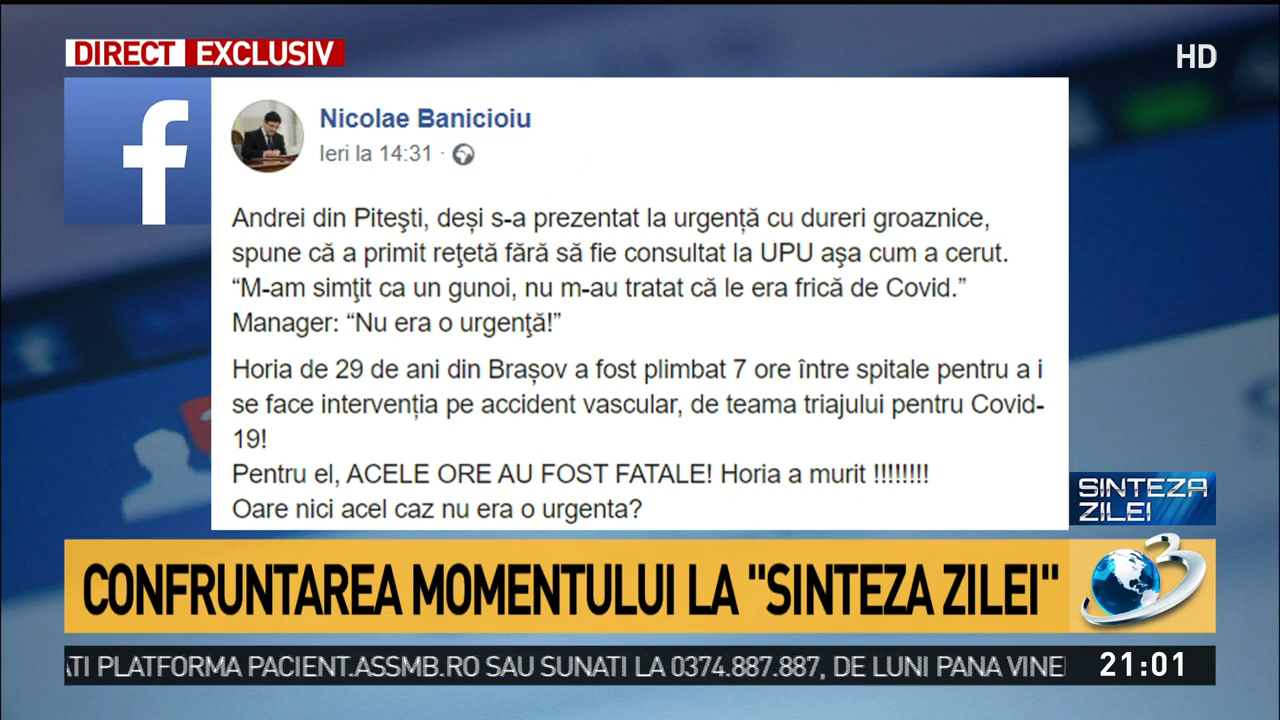 DIRECT EXCLUSIV
HD
Nicolae Banicioiu
Ieri la 14:31 ·
Andrei din Piteşti, deși s-a prezentat la urgență cu dureri groaznice,
spune că a primit reţetă fără să fie consultat la UPU aşa cum a cerut.
“M-am simţit ca un gunoi, nu m-au tratat că le era frică de Covid.”
Manager: “Nu era o urgenţă!”
Horia de 29 de ani din Brașov a fost plimbat 7 ore între spitale pentru a i
se face intervenția pe accident vascular, de teama triajului pentru Covid-
19!
Pentru el, ACELE ORE AU FOST FATALE! Horia a murit !!!!!!!!
Oare nici acel caz nu era o urgenta?
SINTEZA
ZILEI
CONFRUNTAREA MOMENTULUI LA "SINTEZA ZILEI"
3
ATI PLATFORMA PACIENT.ASSMB.RO SAU SUNATI LA 0374.887.887, DE LUNI PANA VINE
21:01